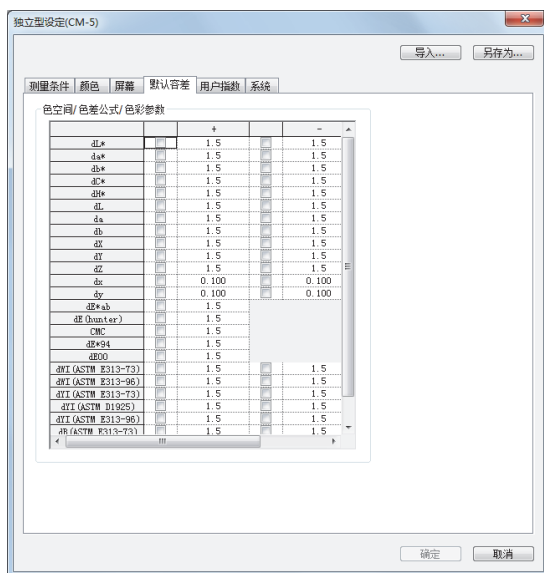 独立型设定(CM-5)
导入... 另存为...
测量条件 颜色 屏幕 默认容差 用户指数 系统
色空间/色差公式/色彩参数
+ -
dL* 1.5 1.5
da* 1.5 1.5
db* 1.5 1.5
dC* 1.5 1.5
dH* 1.5 1.5
dL 1.5 1.5
da 1.5 1.5
db 1.5 1.5
dX 1.5 1.5
dY 1.5 1.5
dZ 1.5 1.5
dx 0.100 0.100
dy 0.100 0.100
dE*ab 1.5
dE(hunter) 1.5
CMC 1.5
dE*94 1.5
dE00 1.5
dWI(ASTM E313-73) 1.5 1.5
dWI(ASTM E313-96) 1.5 1.5
dYI(ASTM E313-73) 1.5 1.5
dYI(ASTM D1925) 1.5 1.5
dYI(ASTM E313-96) 1.5 1.5
dB(ASTM E313-73) 1.5 1.5
确定 取消